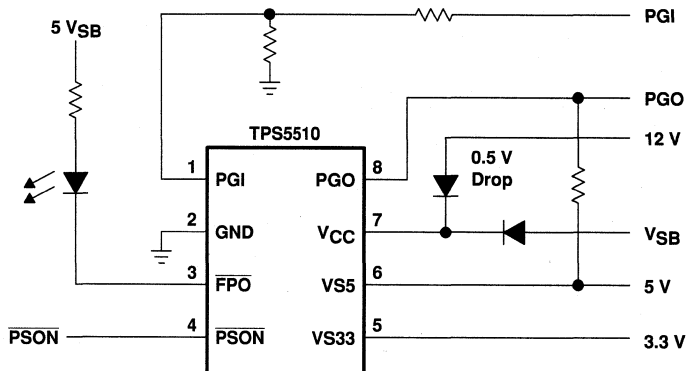 5 VSB
PGI
PGO
TPS5510
12 V
0.5 V
Drop
1
PGI
PGO
8
2
GND
VCC
7
VSB
3
FPO
VS5
6
5 V
PSON
4
PSON
VS33
5
3.3 V